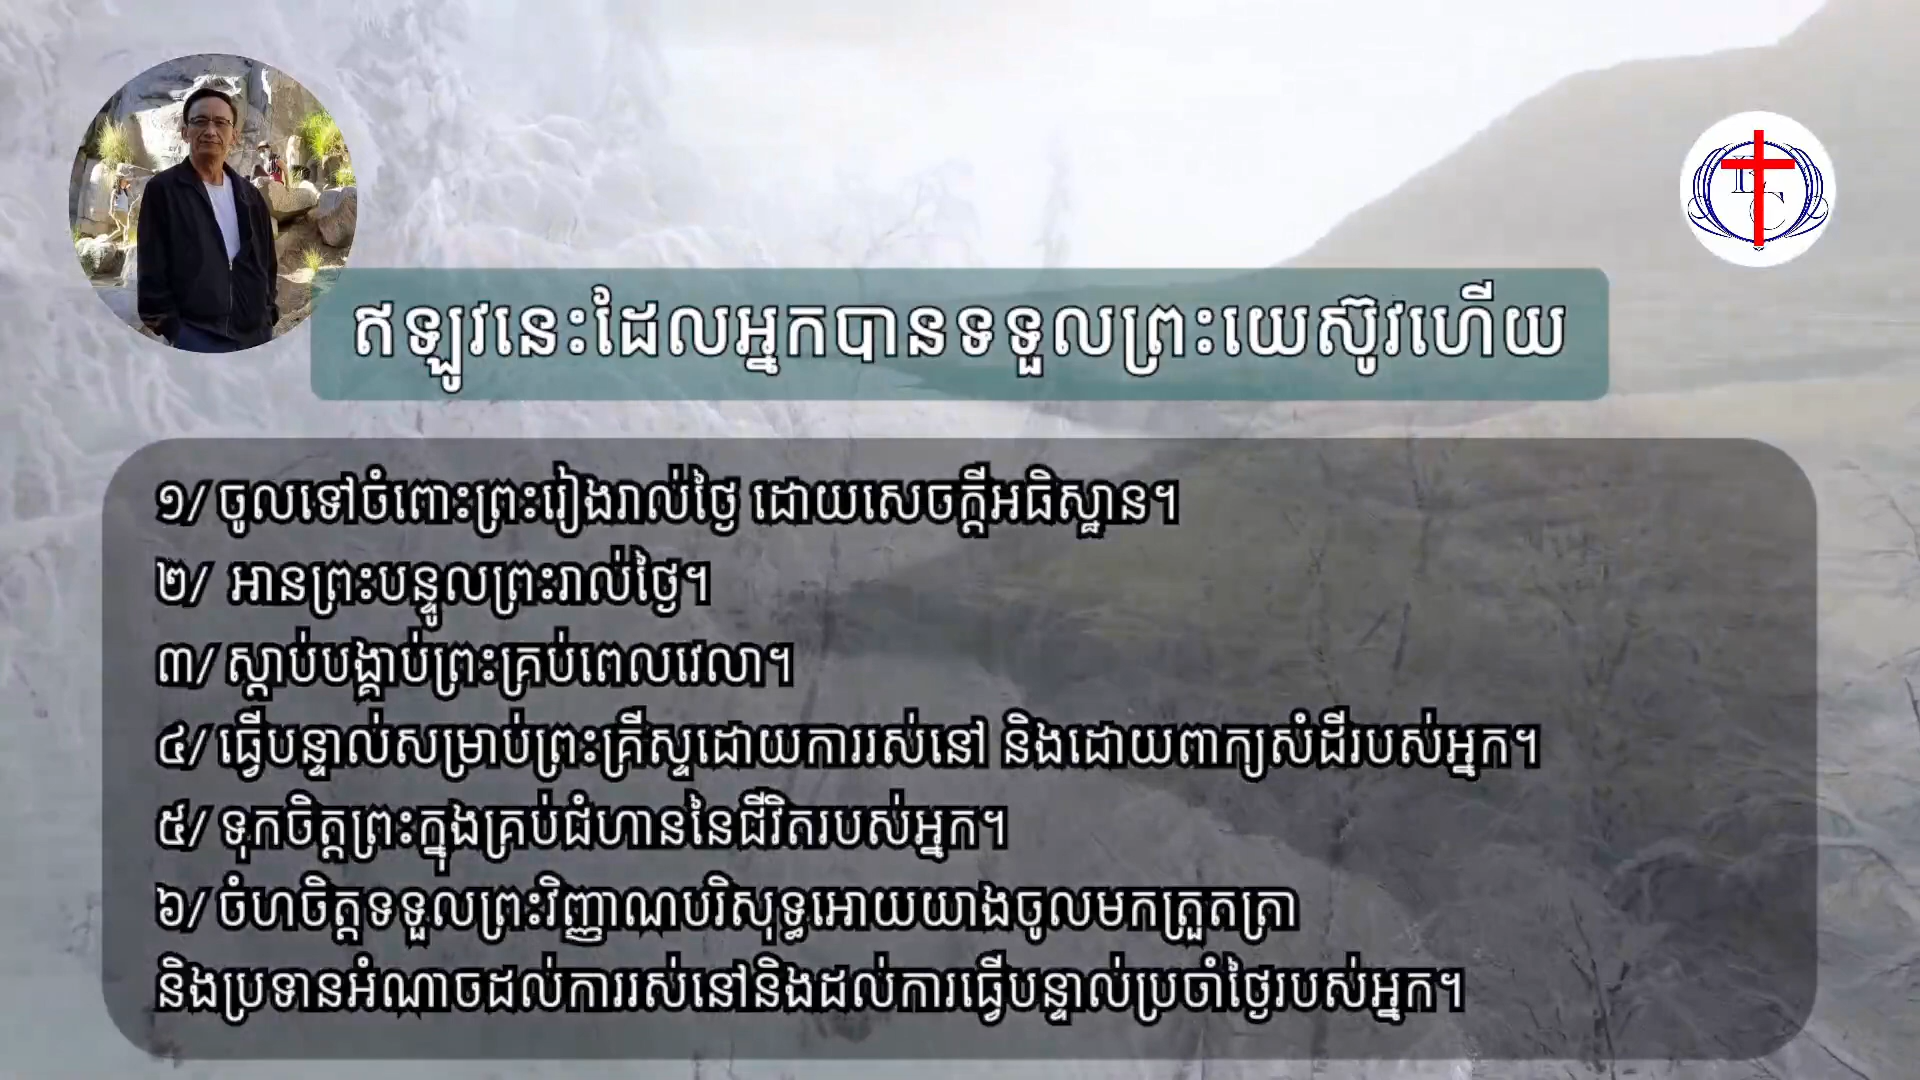 ឥឡូវនេះដែលអ្នកបានទទួលព្រះយេស៊ូវហើយ
១/ ចូលទៅចំពោះព្រះរៀងរាល់ថ្ងៃ ដោយសេចក្ដីអធិស្ឋាន។
២/ អានព្រះបន្ទូលព្រះរាល់ថ្ងៃ។
៣/ ស្ដាប់បង្គាប់ព្រះគ្រប់ពេលវេលា។
៤/ ធ្វើបន្ទាល់សម្រាប់ព្រះគ្រីស្ទដោយការរស់នៅ និងដោយពាក្យសំដីរបស់អ្នក។
៥/ ទុកចិត្តព្រះក្នុងគ្រប់ជំហាននៃជីវិតរបស់អ្នក។
៦/ ចំហចិត្តទទួលព្រះវិញ្ញាណបរិសុទ្ធអោយយាងចូលមកត្រួតត្រា
និងប្រទានអំណាចដល់ការរស់នៅនិងដល់ការធ្វើបន្ទាល់ប្រចាំថ្ងៃរបស់អ្នក។